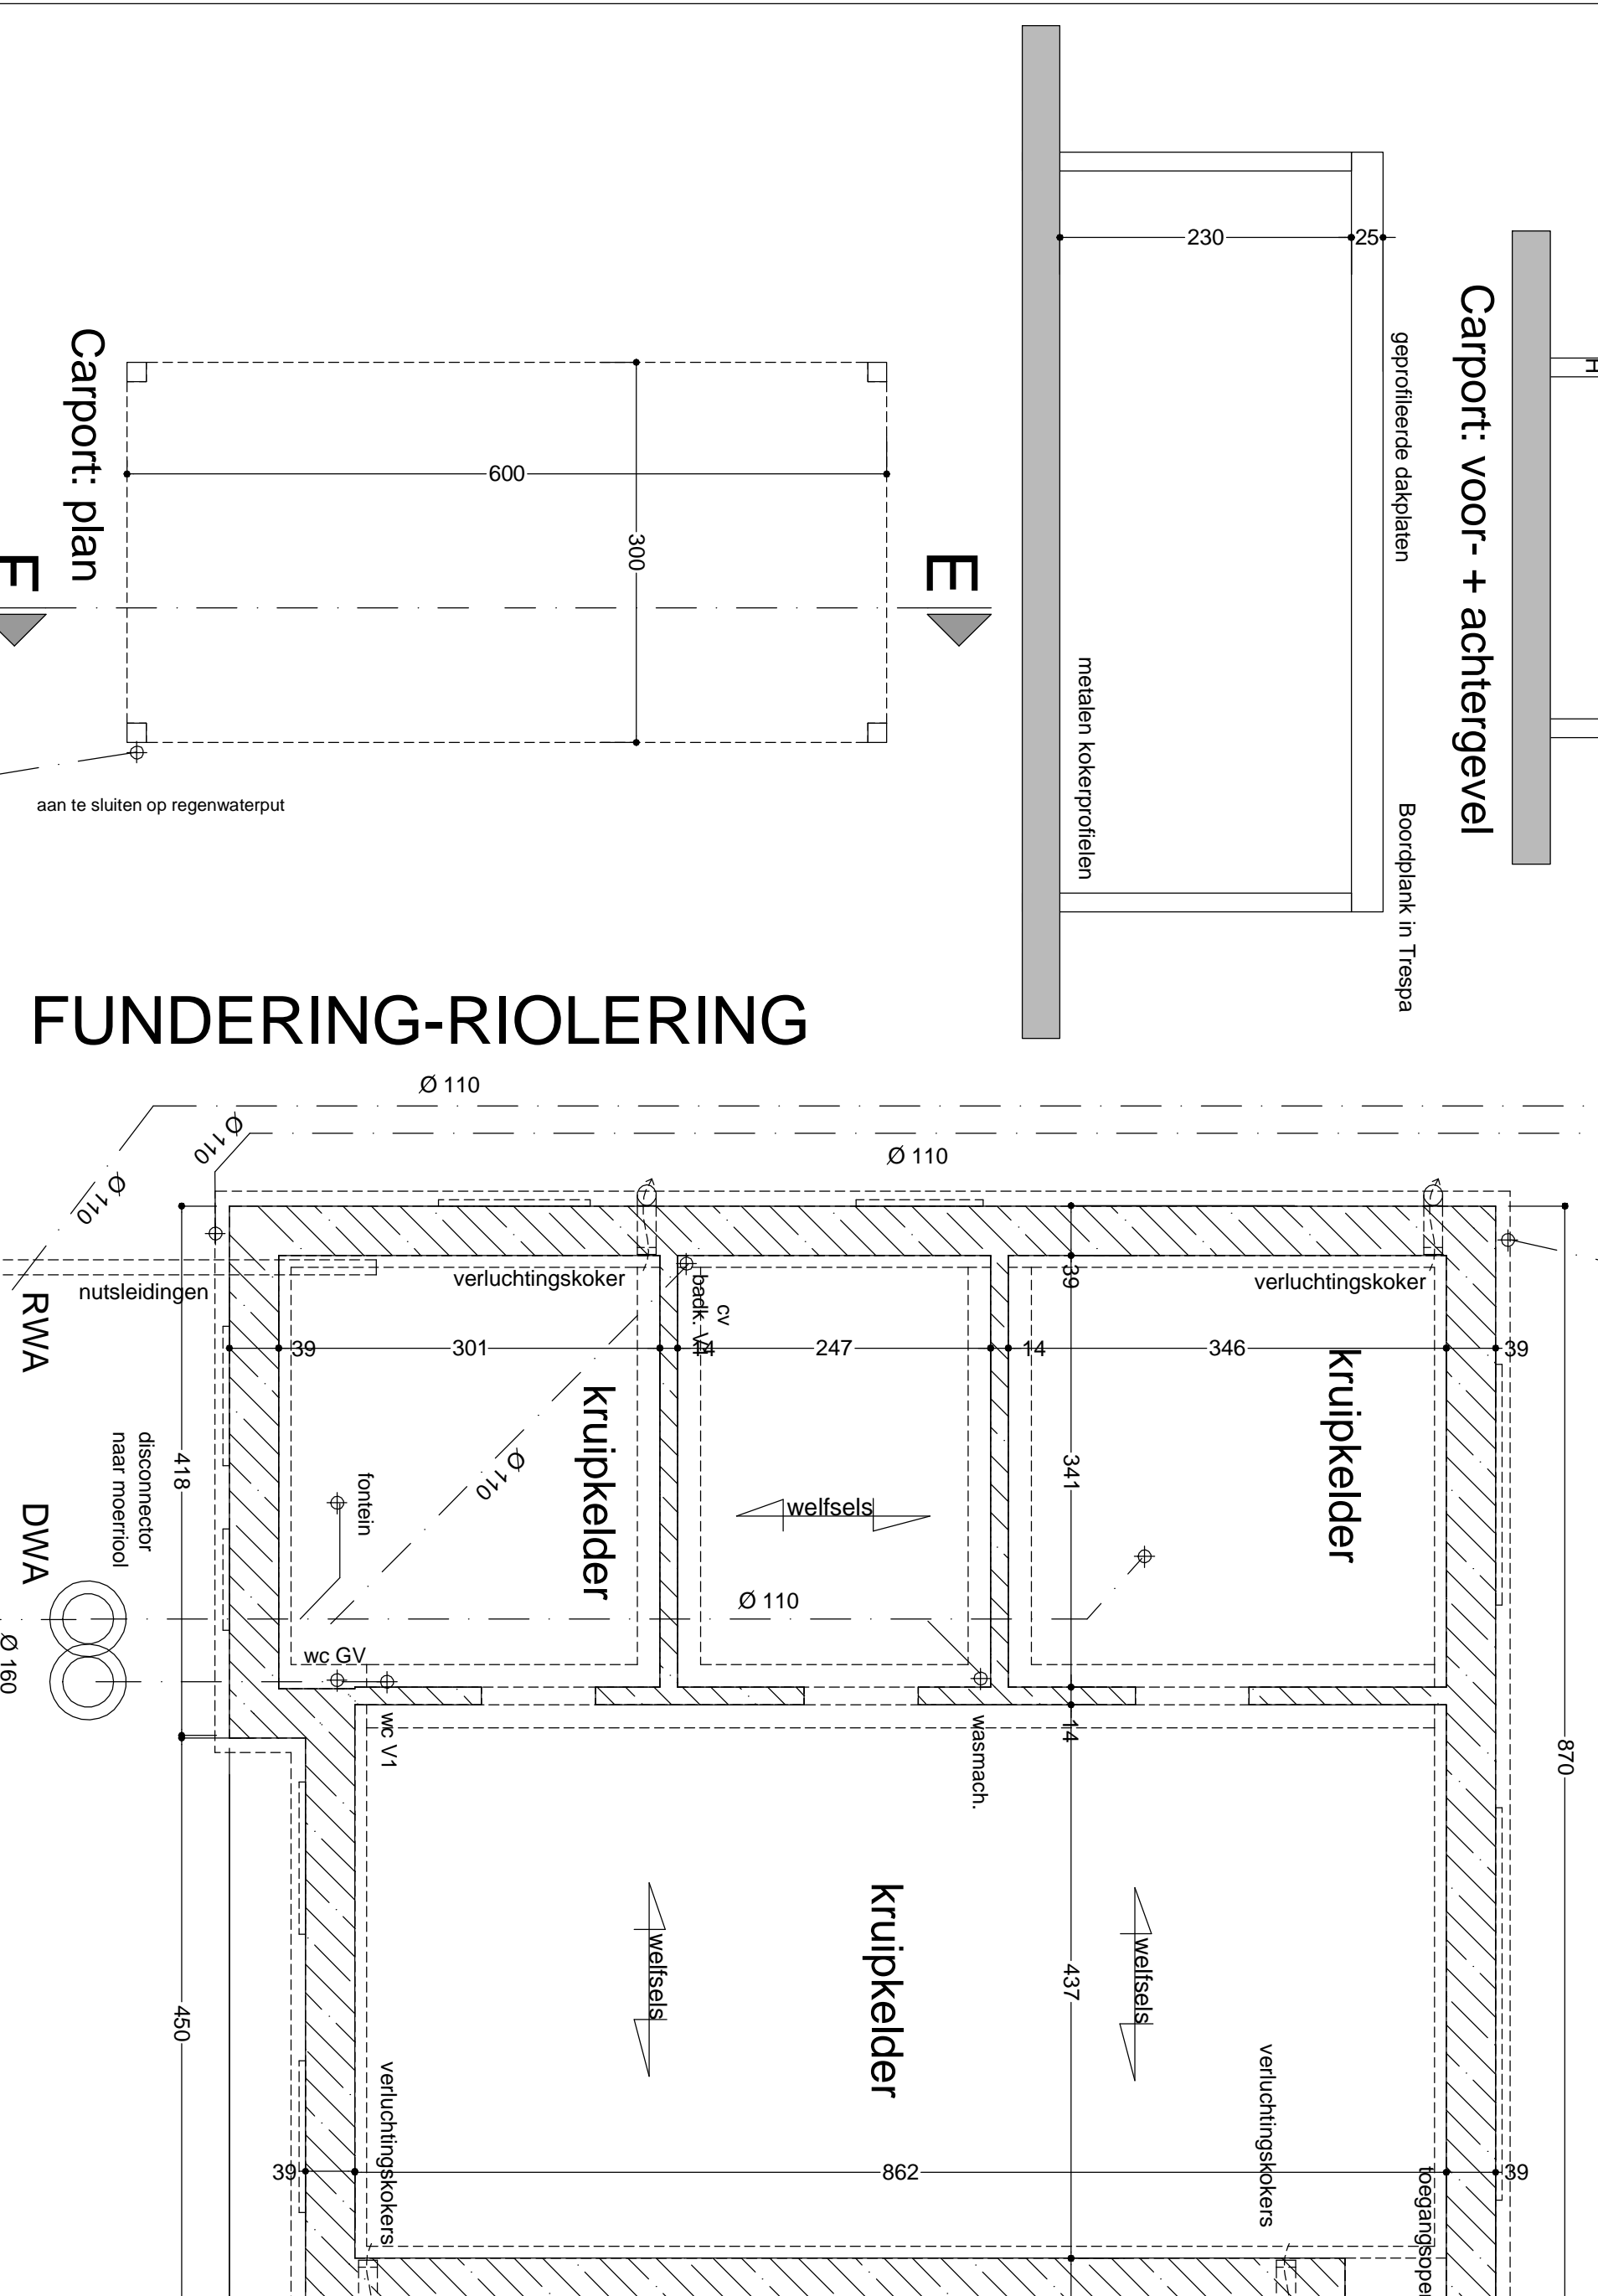 Carport: voor- + achtergevel
geprofileerde dakplaten
Boordplank in Trespa
metalen kokerprofielen
230
25
Carport: plan
600
300
E
E
aan te sluiten op regenwaterput
FUNDERING-RIOLERING
Ø 110
Ø 110
Ø 110
Ø 110
nutsleidingen
verluchtingskoker
verluchtingskoker
badk. V1
cv
39
39
301
14
247
14
346
39
RWA
DWA
disconnector
naar moerriool
Ø 160
418
fontein
kruipkelder
Ø 110
welfsels
Ø 110
341
kruipkelder
wc GV
wc V1
wasmach.
14
870
kruipkelder
welfsels
welfsels
437
450
verluchtingskokers
verluchtingskokers
39
862
39